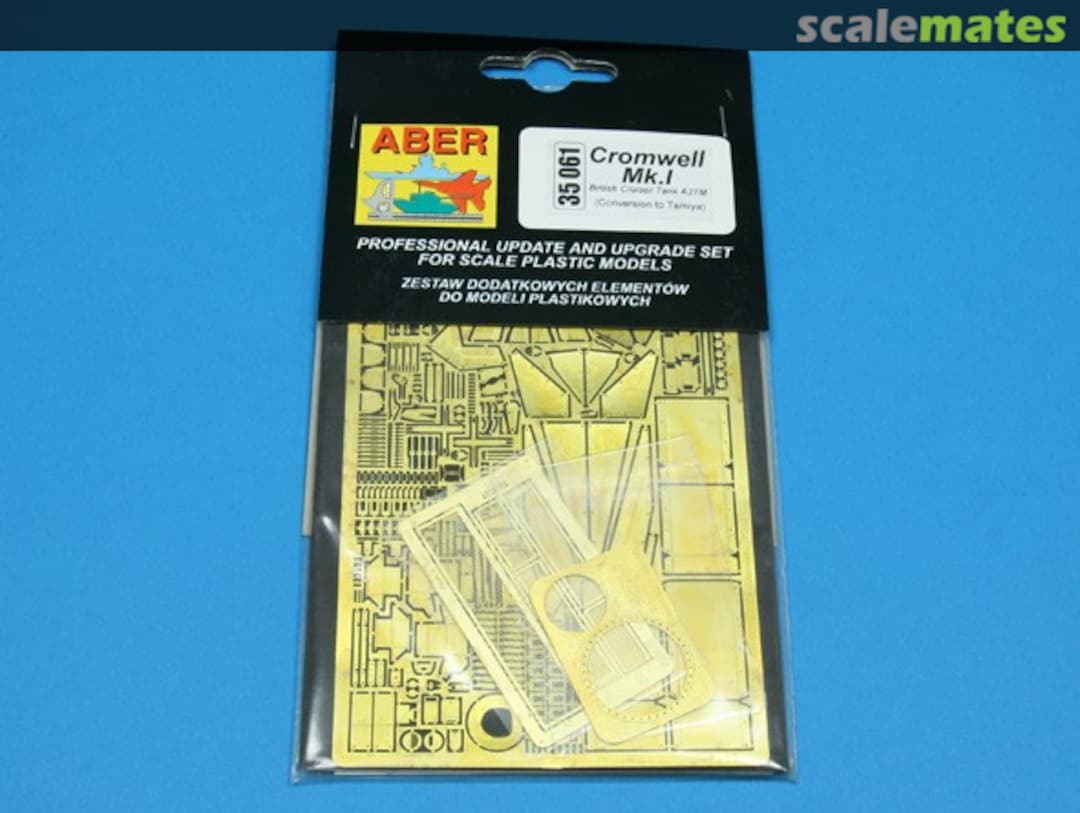 scalemates
ABER
35 061
Cromwell
Mk.I
British Cruiser Tank A27M
(Conversion to Tamiya)
PROFESSIONAL UPDATE AND UPGRADE SET
FOR SCALE PLASTIC MODELS
ZESTAW DODATKOWYCH ELEMENTÓW
DO MODELI PLASTIKOWYCH